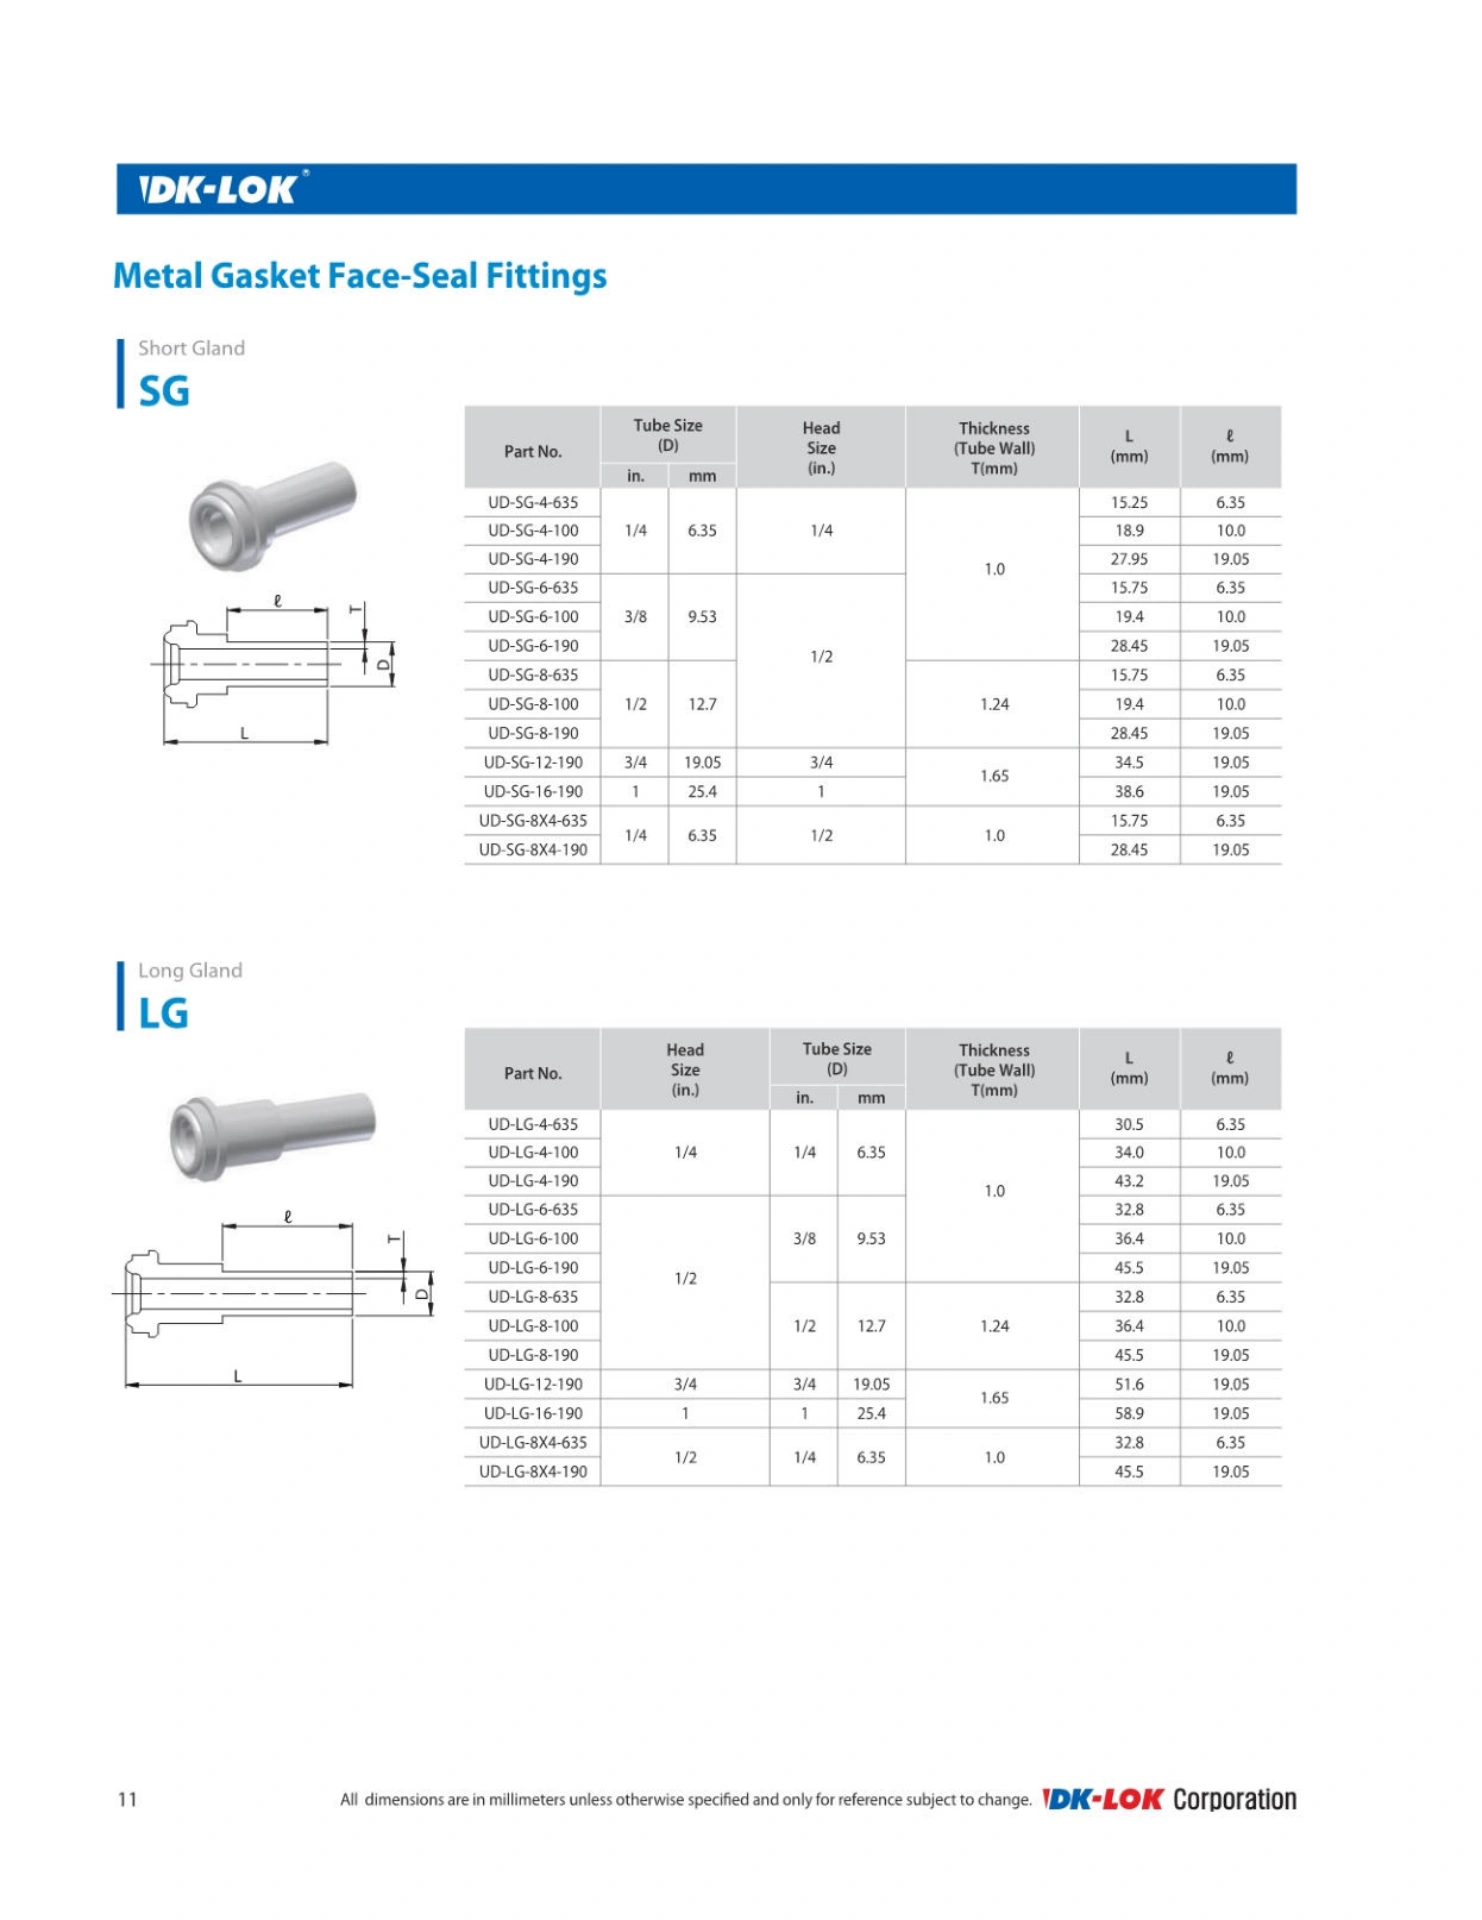 DK-LOK®
Metal Gasket Face-Seal Fittings
Short Gland
SG
Part No. Tube Size (D) in. mm Head Size (in.) Thickness (Tube Wall) T(mm) L (mm) ℓ (mm)
UD-SG-4-635 15.25 6.35
UD-SG-4-100 1/4 6.35 1/4 18.9 10.0
UD-SG-4-190 27.95 19.05
1.0
UD-SG-6-635 15.75 6.35
UD-SG-6-100 3/8 9.53 19.4 10.0
UD-SG-6-190 28.45 19.05
1/2
UD-SG-8-635 15.75 6.35
UD-SG-8-100 1/2 12.7 1.24 19.4 10.0
UD-SG-8-190 28.45 19.05
UD-SG-12-190 3/4 19.05 3/4 34.5 19.05
1.65
UD-SG-16-190 1 25.4 1 38.6 19.05
UD-SG-8X4-635 15.75 6.35
1/4 6.35 1/2 1.0
UD-SG-8X4-190 28.45 19.05
ℓ T
D
L
Long Gland
LG
Part No. Head Size (in.) Tube Size (D) in. mm Thickness (Tube Wall) T(mm) L (mm) ℓ (mm)
UD-LG-4-635 30.5 6.35
UD-LG-4-100 1/4 1/4 6.35 34.0 10.0
UD-LG-4-190 43.2 19.05
1.0
UD-LG-6-635 32.8 6.35
UD-LG-6-100 3/8 9.53 36.4 10.0
UD-LG-6-190 45.5 19.05
1/2
UD-LG-8-635 32.8 6.35
UD-LG-8-100 1/2 12.7 1.24 36.4 10.0
UD-LG-8-190 45.5 19.05
UD-LG-12-190 3/4 3/4 19.05 51.6 19.05
1.65
UD-LG-16-190 1 1 25.4 58.9 19.05
UD-LG-8X4-635 32.8 6.35
1/2 1/4 6.35 1.0
UD-LG-8X4-190 45.5 19.05
ℓ
T
D
L
11 All dimensions are in millimeters unless otherwise specified and only for reference subject to change. DK-LOK Corporation